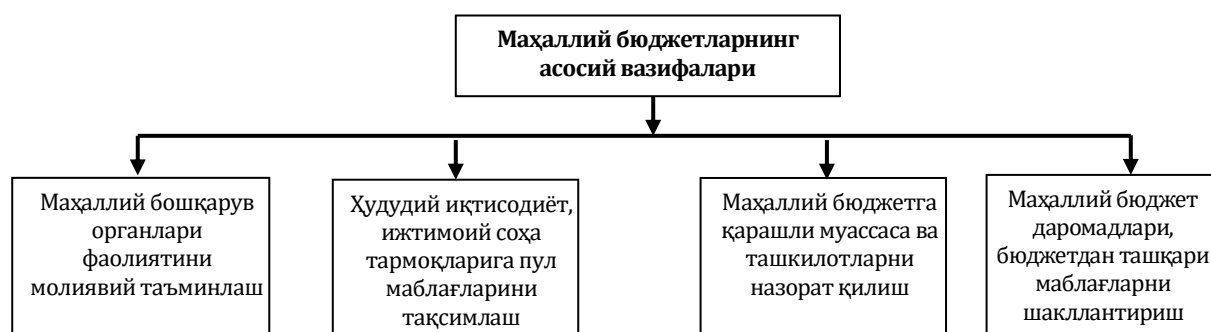 Маҳаллий бюджетларнинг
асосий вазифалари
Маҳаллий бошқарув
органлари
фаолиятини
молиявий таъминлаш
Ҳудудий иқтисодиёт,
ижтимоий соҳа
тармоқларига пул
маблағларини
тақсимлаш
Маҳаллий бюджетга
қарашли муассаса ва
ташкилотларни
назорат қилиш
Маҳаллий бюджет
даромадлари,
бюджетдан ташқари
маблағларни
шакллантириш